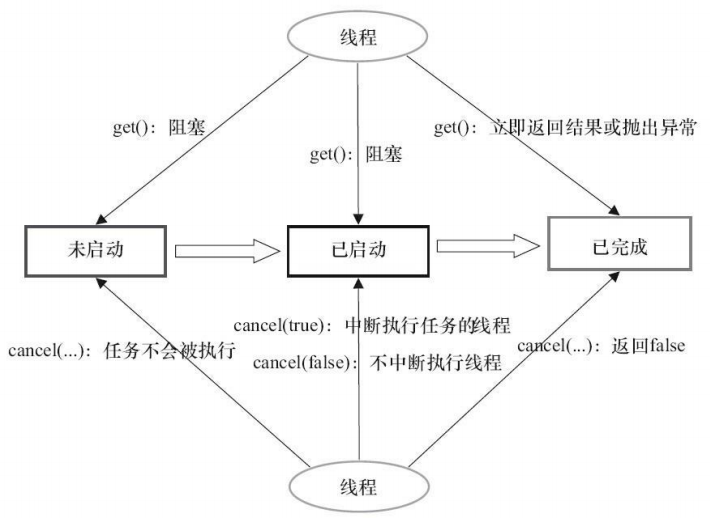 线程
get()：阻塞
get()：立即返回结果或抛出异常
get()：阻塞
未启动
已启动
已完成
cancel(true)：中断执行任务的线程
cancel(...)：任务不会被执行
cancel(...)：返回false
cancel(false)：不中断执行线程
线程